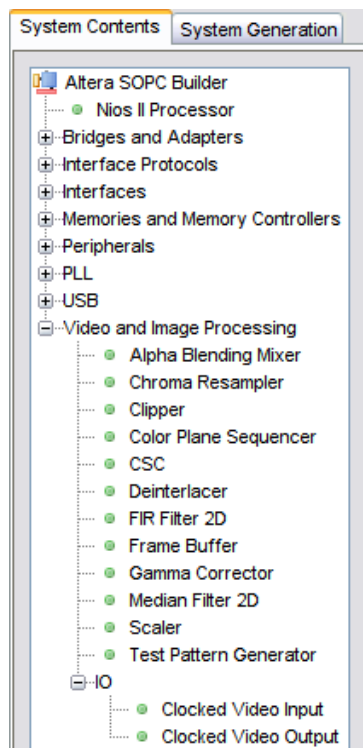 System Contents System Generation
Altera SOPC Builder
Nios II Processor
Bridges and Adapters
Interface Protocols
Interfaces
Memories and Memory Controllers
Peripherals
PLL
USB
Video and Image Processing
Alpha Blending Mixer
Chroma Resampler
Clipper
Color Plane Sequencer
CSC
Deinterlacer
FIR Filter 2D
Frame Buffer
Gamma Corrector
Median Filter 2D
Scaler
Test Pattern Generator
IO
Clocked Video Input
Clocked Video Output